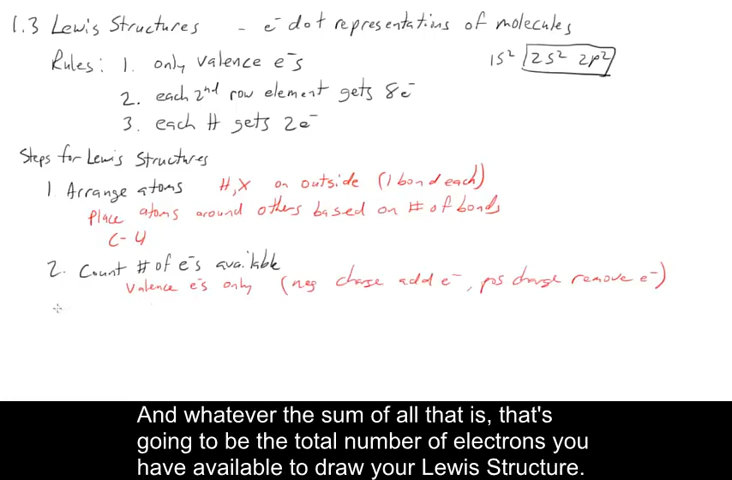 1.3 Lewis Structures - e⁻ dot representations of molecules
Rules: 1. only valence e⁻s 1s² 2s² 2p²
2. each 2nd row element gets 8e⁻
3. each H gets 2e⁻
Steps for Lewis Structures
1 Arrange atoms H,X on outside (1 bond each)
Place atoms around others based on # of bonds
C-4
2. Count # of e⁻s available
Valence e⁻s only (neg charge add e⁻, pos charge remove e⁻)
And whatever the sum of all that is, that's
going to be the total number of electrons you
have available to draw your Lewis Structure.